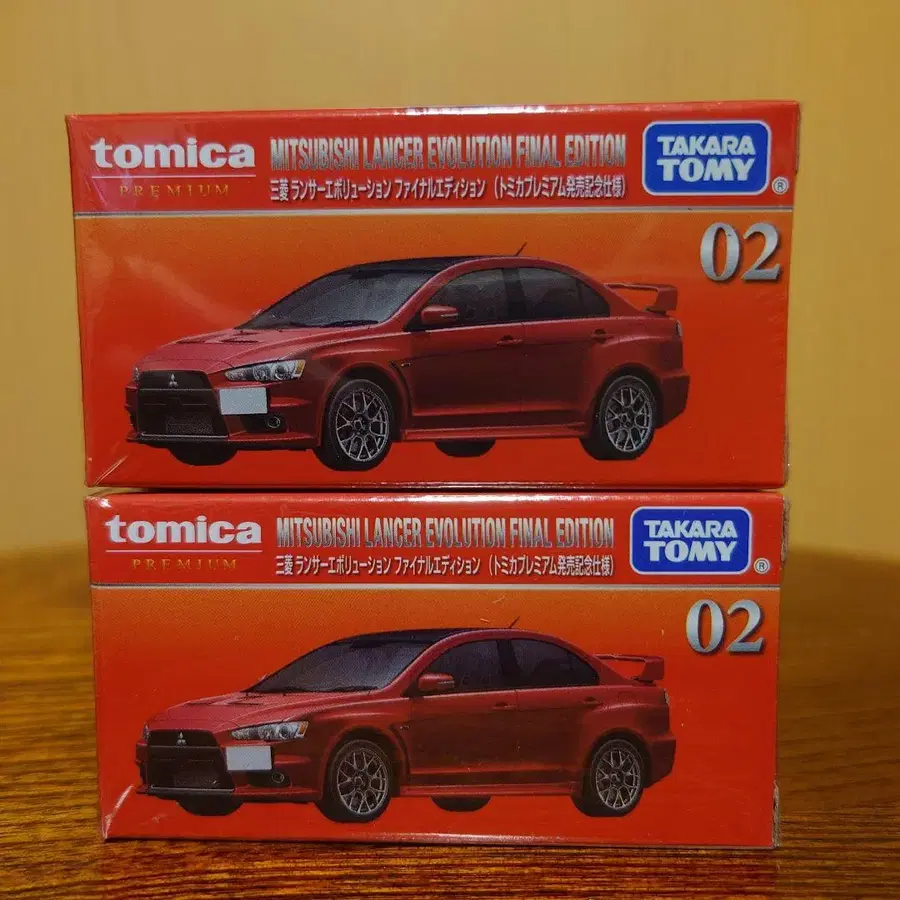 tomica
PREMIUM
MITSUBISHI LANCER EVOLUTION FINAL EDITION
三菱 ランサーエボリューション ファイナルエディション (トミカプレミアム発売記念仕様)
TAKARA
TOMY
®
02
tomica
PREMIUM
MITSUBISHI LANCER EVOLUTION FINAL EDITION
三菱 ランサーエボリューション ファイナルエディション (トミカプレミアム発売記念仕様)
TAKARA
TOMY
®
02